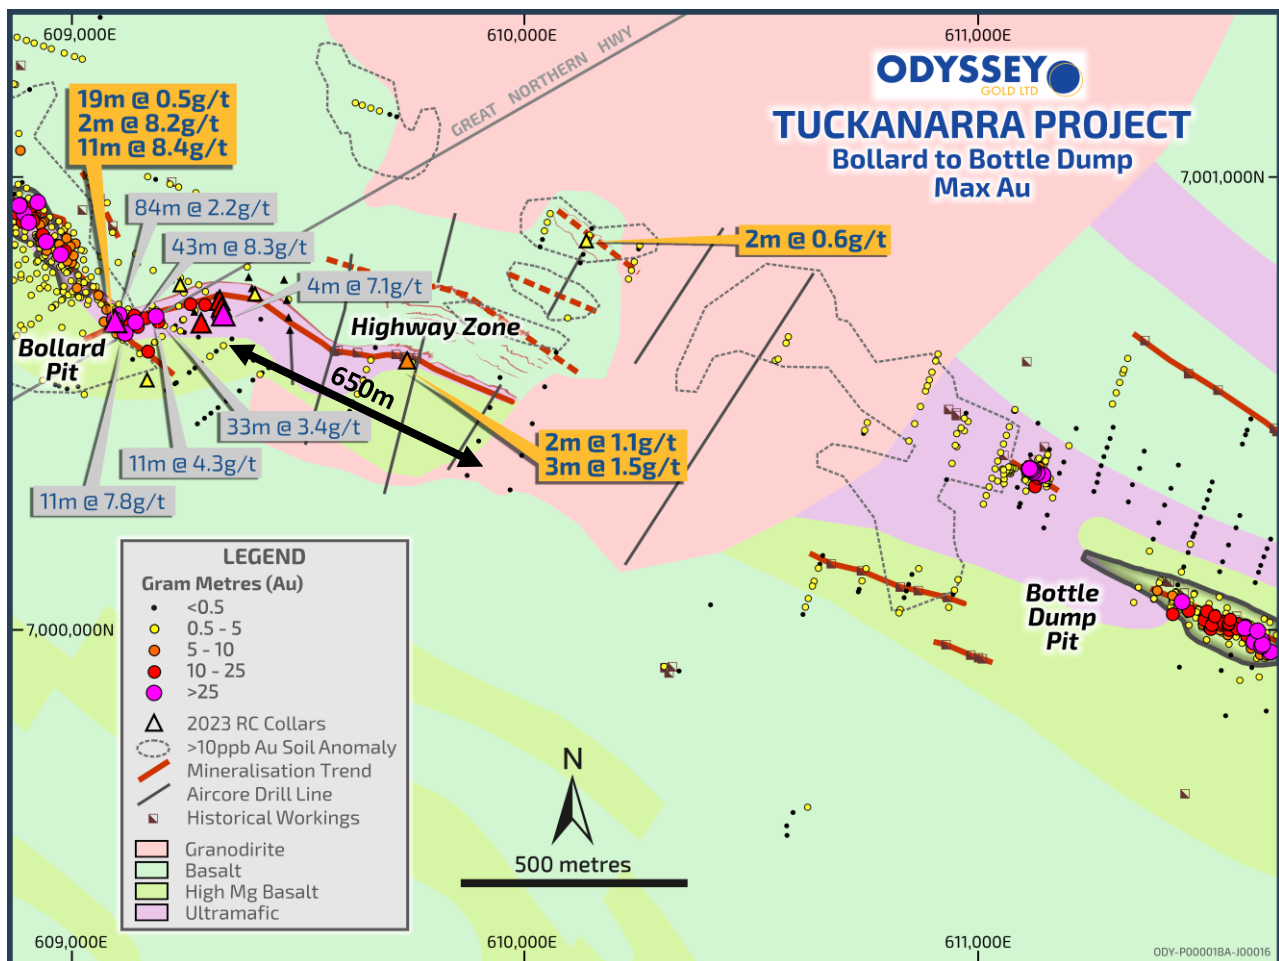 609,000E
610,000E
611,000E
GREAT NORTHERN HWY
ODYSSEY
GOLD LTD
TUCKANARRA PROJECT
Bollard to Bottle Dump
Max Au
7,001,000N
19m @ 0.5g/t
2m @ 8.2g/t
11m @ 8.4g/t
84m @ 2.2g/t
43m @ 8.3g/t
4m @ 7.1g/t
2m @ 0.6g/t
Highway Zone
Bollard
Pit
650m
33m @ 3.4g/t
11m @ 4.3g/t
11m @ 7.8g/t
2m @ 1.1g/t
3m @ 1.5g/t
Bottle
Dump
Pit
7,000,000N
LEGEND
Gram Metres (Au)
<0.5
0.5 - 5
5 - 10
10 - 25
>25
2023 RC Collars
>10ppb Au Soil Anomaly
Mineralisation Trend
Aircore Drill Line
Historical Workings
Granodirite
Basalt
High Mg Basalt
Ultramafic
N
500 metres
609,000E
610,000E
611,000E
ODY-P00001BA-J00016